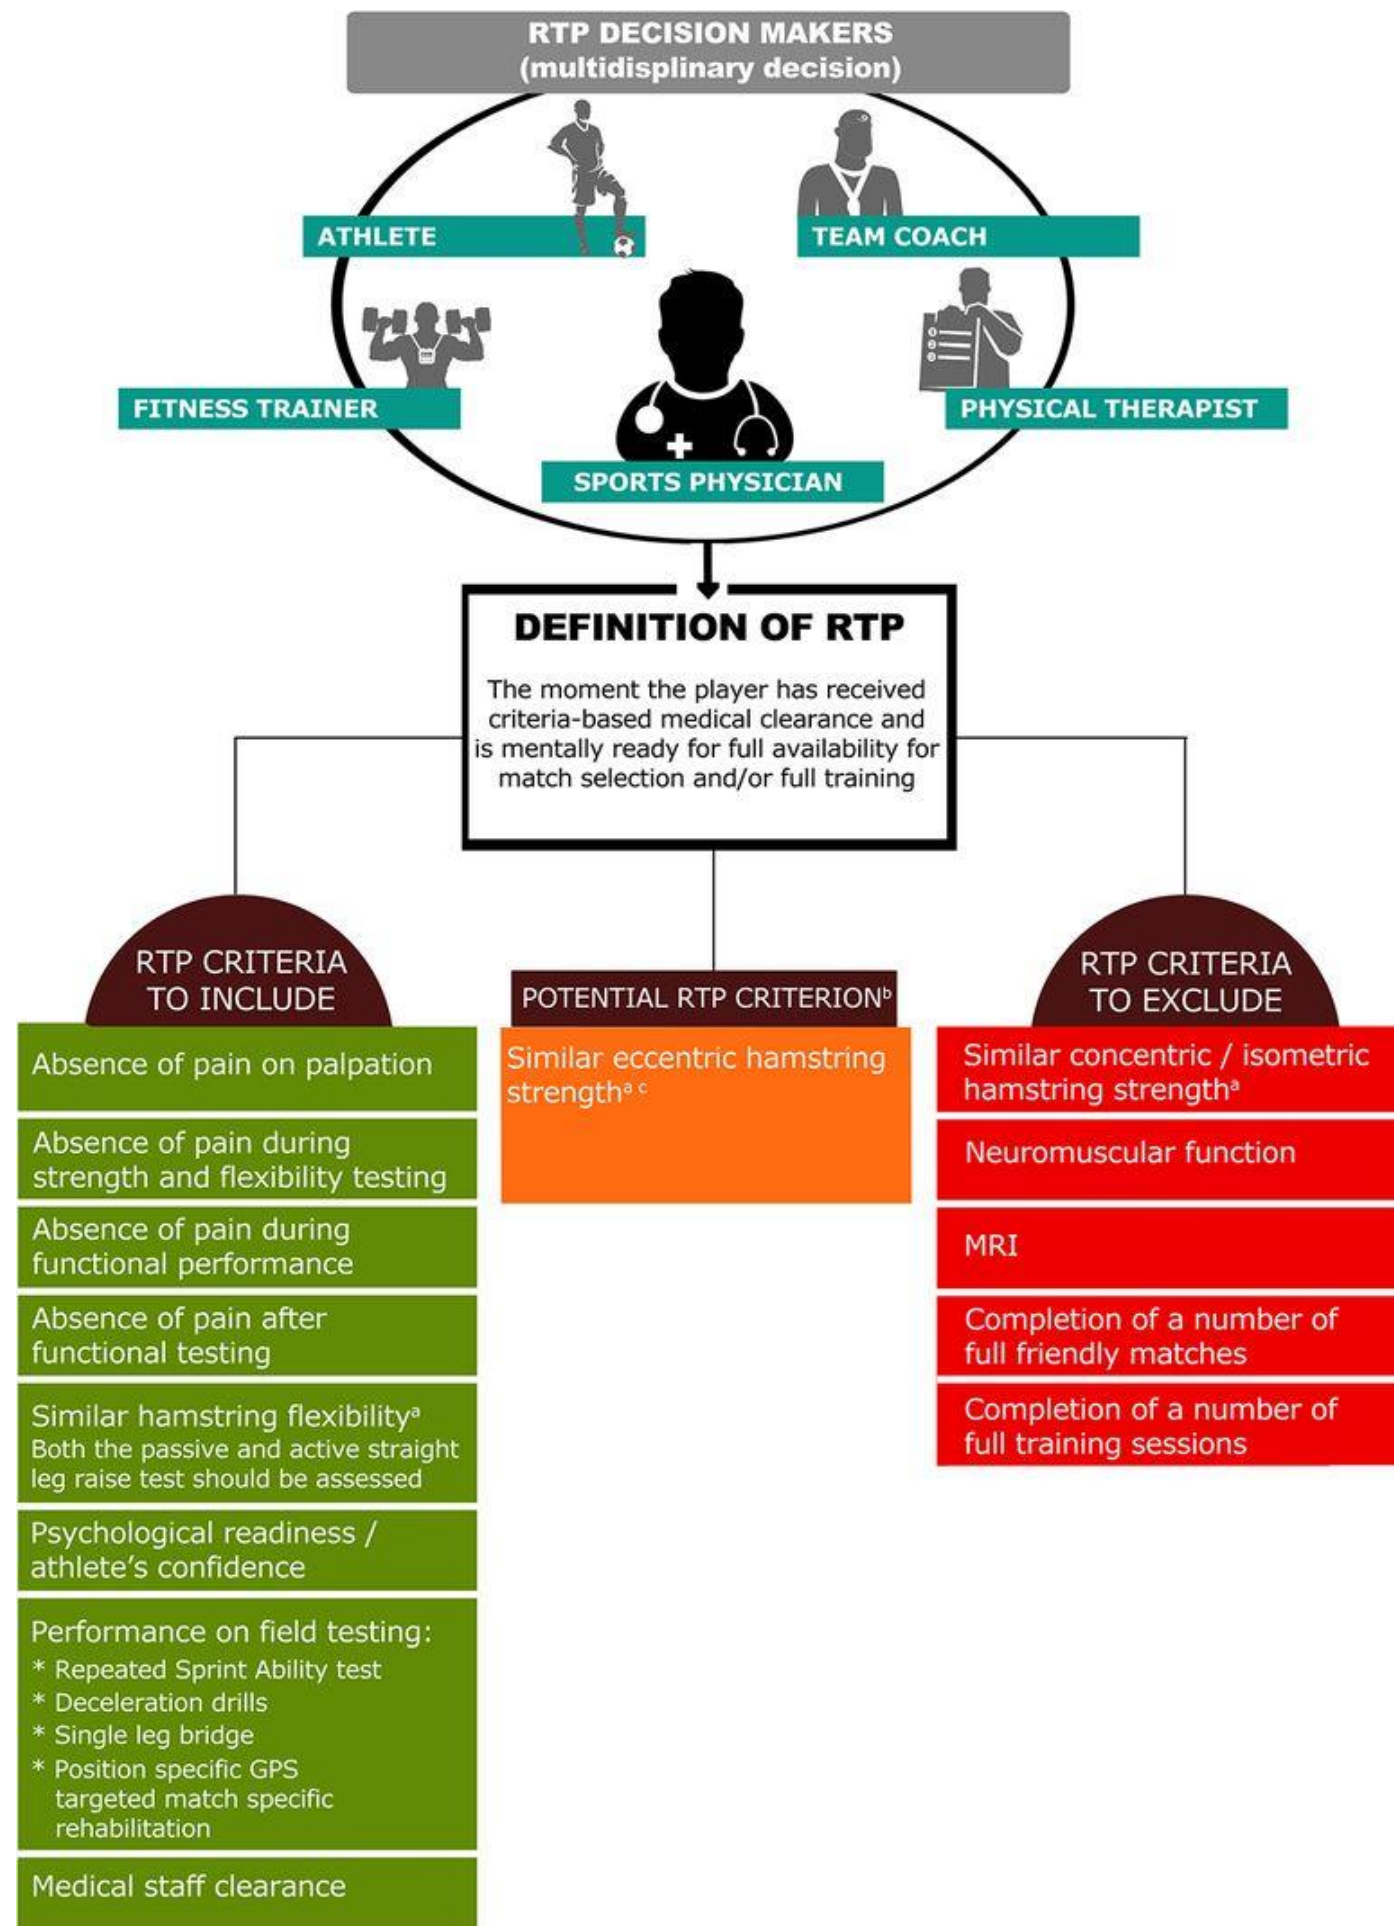 RTP DECISION MAKERS
(multidisplinary decision)
ATHLETE
TEAM COACH
FITNESS TRAINER
PHYSICAL THERAPIST
SPORTS PHYSICIAN
DEFINITION OF RTP
The moment the player has received
criteria-based medical clearance and
is mentally ready for full availability for
match selection and/or full training
RTP CRITERIA
TO INCLUDE
Absence of pain on palpation
Absence of pain during
strength and flexibility testing
Absence of pain during
functional performance
Absence of pain after
functional testing
Similar hamstring flexibilityᵃ
Both the passive and active straight
leg raise test should be assessed
Psychological readiness /
athlete’s confidence
Performance on field testing:
* Repeated Sprint Ability test
* Deceleration drills
* Single leg bridge
* Position specific GPS
targeted match specific
rehabilitation
Medical staff clearance
POTENTIAL RTP CRITERIONᵇ
Similar eccentric hamstring
strengthᵃ ᶜ
RTP CRITERIA
TO EXCLUDE
Similar concentric / isometric
hamstring strengthᵃ
Neuromuscular function
MRI
Completion of a number of
full friendly matches
Completion of a number of
full training sessions